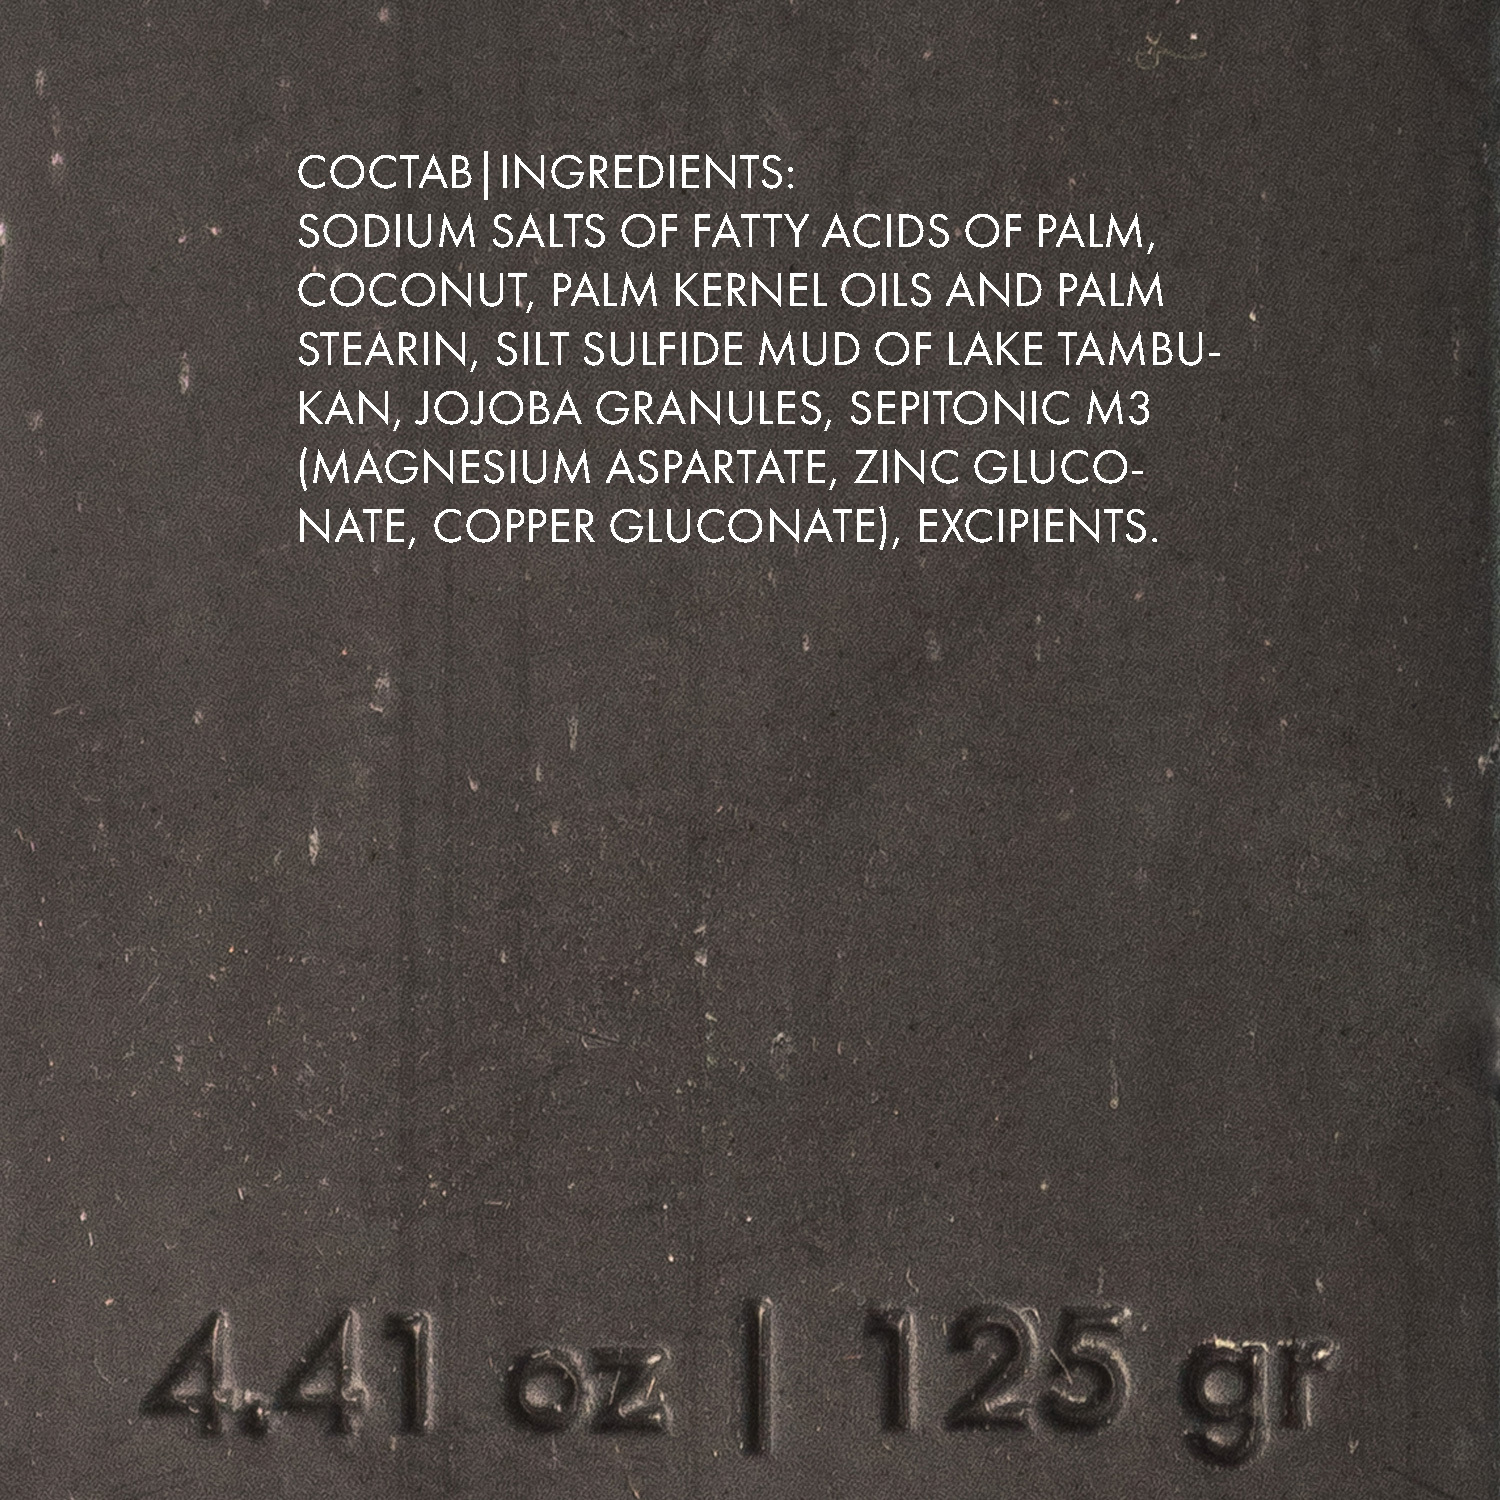 СОСТАВ|INGREDIENTS:
SODIUM SALTS OF FATTY ACIDS OF PALM,
COCONUT, PALM KERNEL OILS AND PALM
STEARIN, SILT SULFIDE MUD OF LAKE TAMBU-
KAN, JOJOBA GRANULES, SEPITONIC M3
(MAGNESIUM ASPARTATE, ZINC GLUCO-
NATE, COPPER GLUCONATE), EXCIPIENTS.
4.41 oz | 125 gr